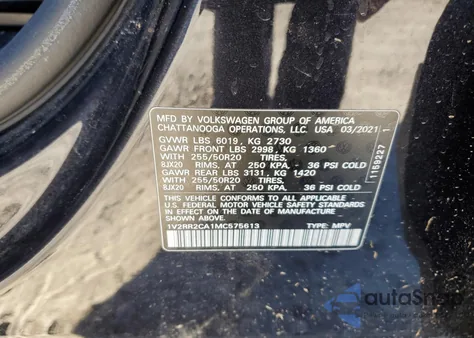 MFD BY VOLKSWAGEN GROUP OF AMERICA
CHATTANOOGA OPERATIONS, LLC. USA 03/2021
GVWR LBS 6019, KG 2730
GAWR FRONT LBS 2998, KG 1360
WITH 255/50R20 TIRES,
8JX20 RIMS, AT 250 KPA, 36 PSI COLD
GAWR REAR LBS 3131, KG 1420
WITH 255/50R20 TIRES,
8JX20 RIMS, AT 250 KPA, 36 PSI COLD
THIS VEHICLE CONFORMS TO ALL APPLICABLE
U.S. FEDERAL MOTOR VEHICLE SAFETY AND
THEFT PREVENTION STANDARDS IN EFFECT
ON THE DATE OF MANUFACTURE
SHOWN ABOVE.
1V2RR2CA1MC575613 TYPE: MPV
1159227
autoSnap